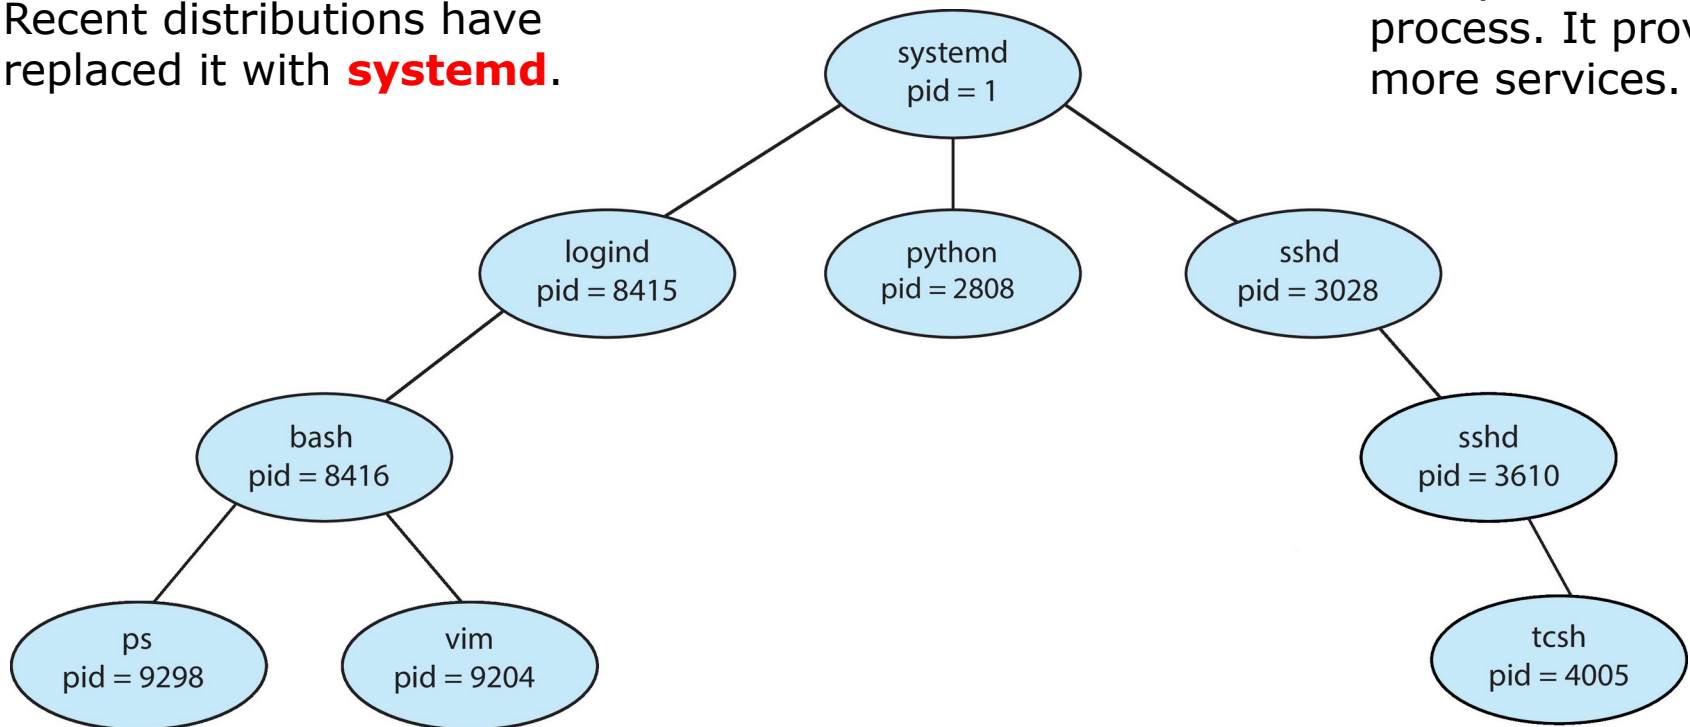 Recent distributions have
replaced it with systemd.
process. It
more services.
systemd
pid = 1
logind
pid = 8415
python
pid = 2808
sshd
pid = 3028
bash
pid = 8416
sshd
pid = 3610
ps
pid = 9298
vim
pid = 9204
tcsh
pid = 4005